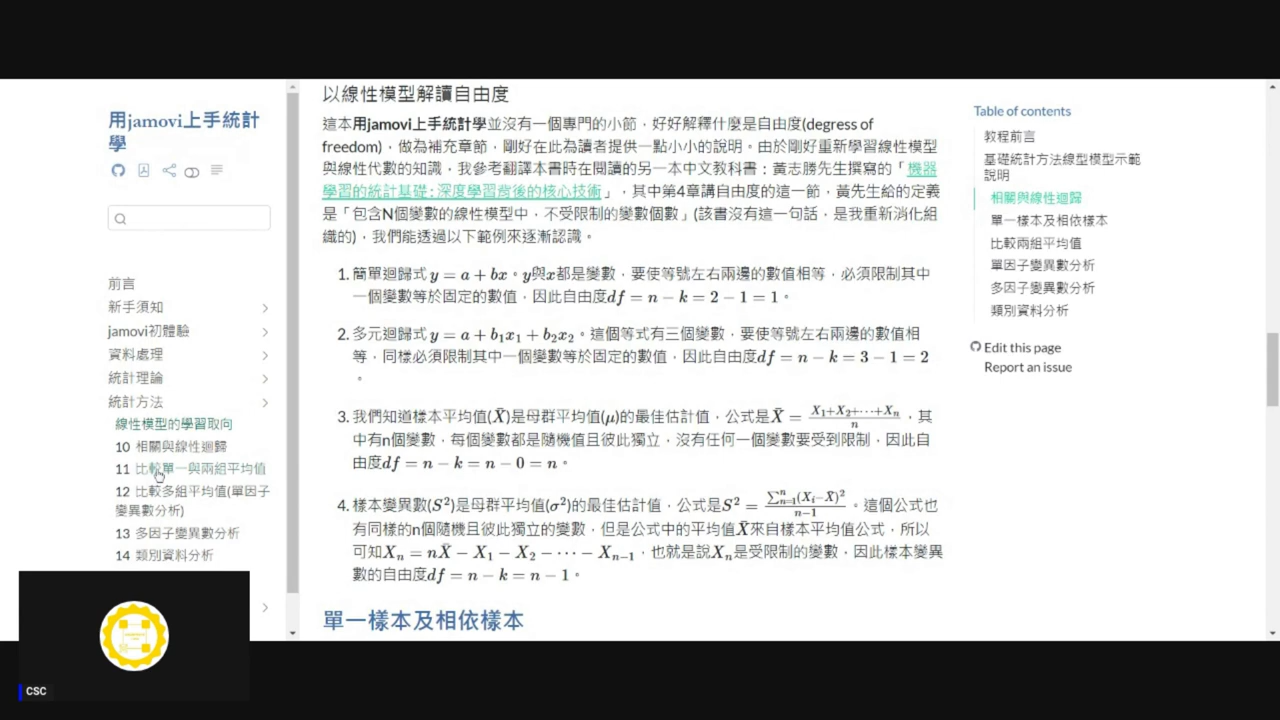 用jamovi上手統計
學
前言
新手須知
jamovi初體驗
資料處理
統計理論
統計方法
線性模型的學習取向
10 相關與線性迴歸
11 比較單一與兩組平均值
12 比較多組平均值(單因子
變異數分析)
13 多因子變異數分析
14 類別資料分析
CSC
以線性模型解讀自由度
這本用jamovi上手統計學並沒有一個專門的小節，好好解釋什麼是自由度(degress of
freedom)，做為補充章節，剛好在此為讀者提供一點小小的說明。由於剛好重新學習線性模型
與線性代數的知識，我參考翻譯本書時在閱讀的另一本中文教科書：黃志勝先生撰寫的「機器
學習的統計基礎 : 深度學習背後的核心技術」，其中第4章講自由度的這一節，黃先生給的定義
是「包含N個變數的線性模型中，不受限制的變數個數」(該書沒有這一句話，是我重新消化組
織的)，我們能透過以下範例來逐漸認識。
1. 簡單迴歸式 y = a + bx。y與x都是變數，要使等號左右兩邊的數值相等，必須限制其中
一個變數等於固定的數值，因此自由度df = n − k = 2 − 1 = 1。
2. 多元迴歸式 y = a + b₁x₁ + b₂x₂。這個等式有三個變數，要使等號左右兩邊的數值相
等，同樣必須限制其中一個變數等於固定的數值，因此自由度df = n − k = 3 − 1 = 2
。
3. 我們知道樣本平均值(X̄)是母群平均值(μ)的最佳估計值，公式是X̄ = (X₁+X₂+⋯+Xₙ)/n，其
中有n個變數，每個變數都是隨機值且彼此獨立，沒有任何一個變數要受到限制，因此自
由度df = n − k = n − 0 = n。
4. 樣本變異數(S²)是母群平均值(σ²)的最佳估計值，公式是S² = ∑ⁿₙ₌₁(Xᵢ−X̄)²/(n−1)。這個公式也
有同樣的n個隨機且彼此獨立的變數，但是公式中的平均值X̄來自樣本平均值公式，所以
可知Xₙ = nX̄ − X₁ − X₂ − ⋯ − Xₙ₋₁，也就是說Xₙ是受限制的變數，因此樣本變異
數的自由度df = n − k = n − 1。
單一樣本及相依樣本
Table of contents
教程前言
基礎統計方法線型模型示範
說明
相關與線性迴歸
單一樣本及相依樣本
比較兩組平均值
單因子變異數分析
多因子變異數分析
類別資料分析
Edit this page
Report an issue